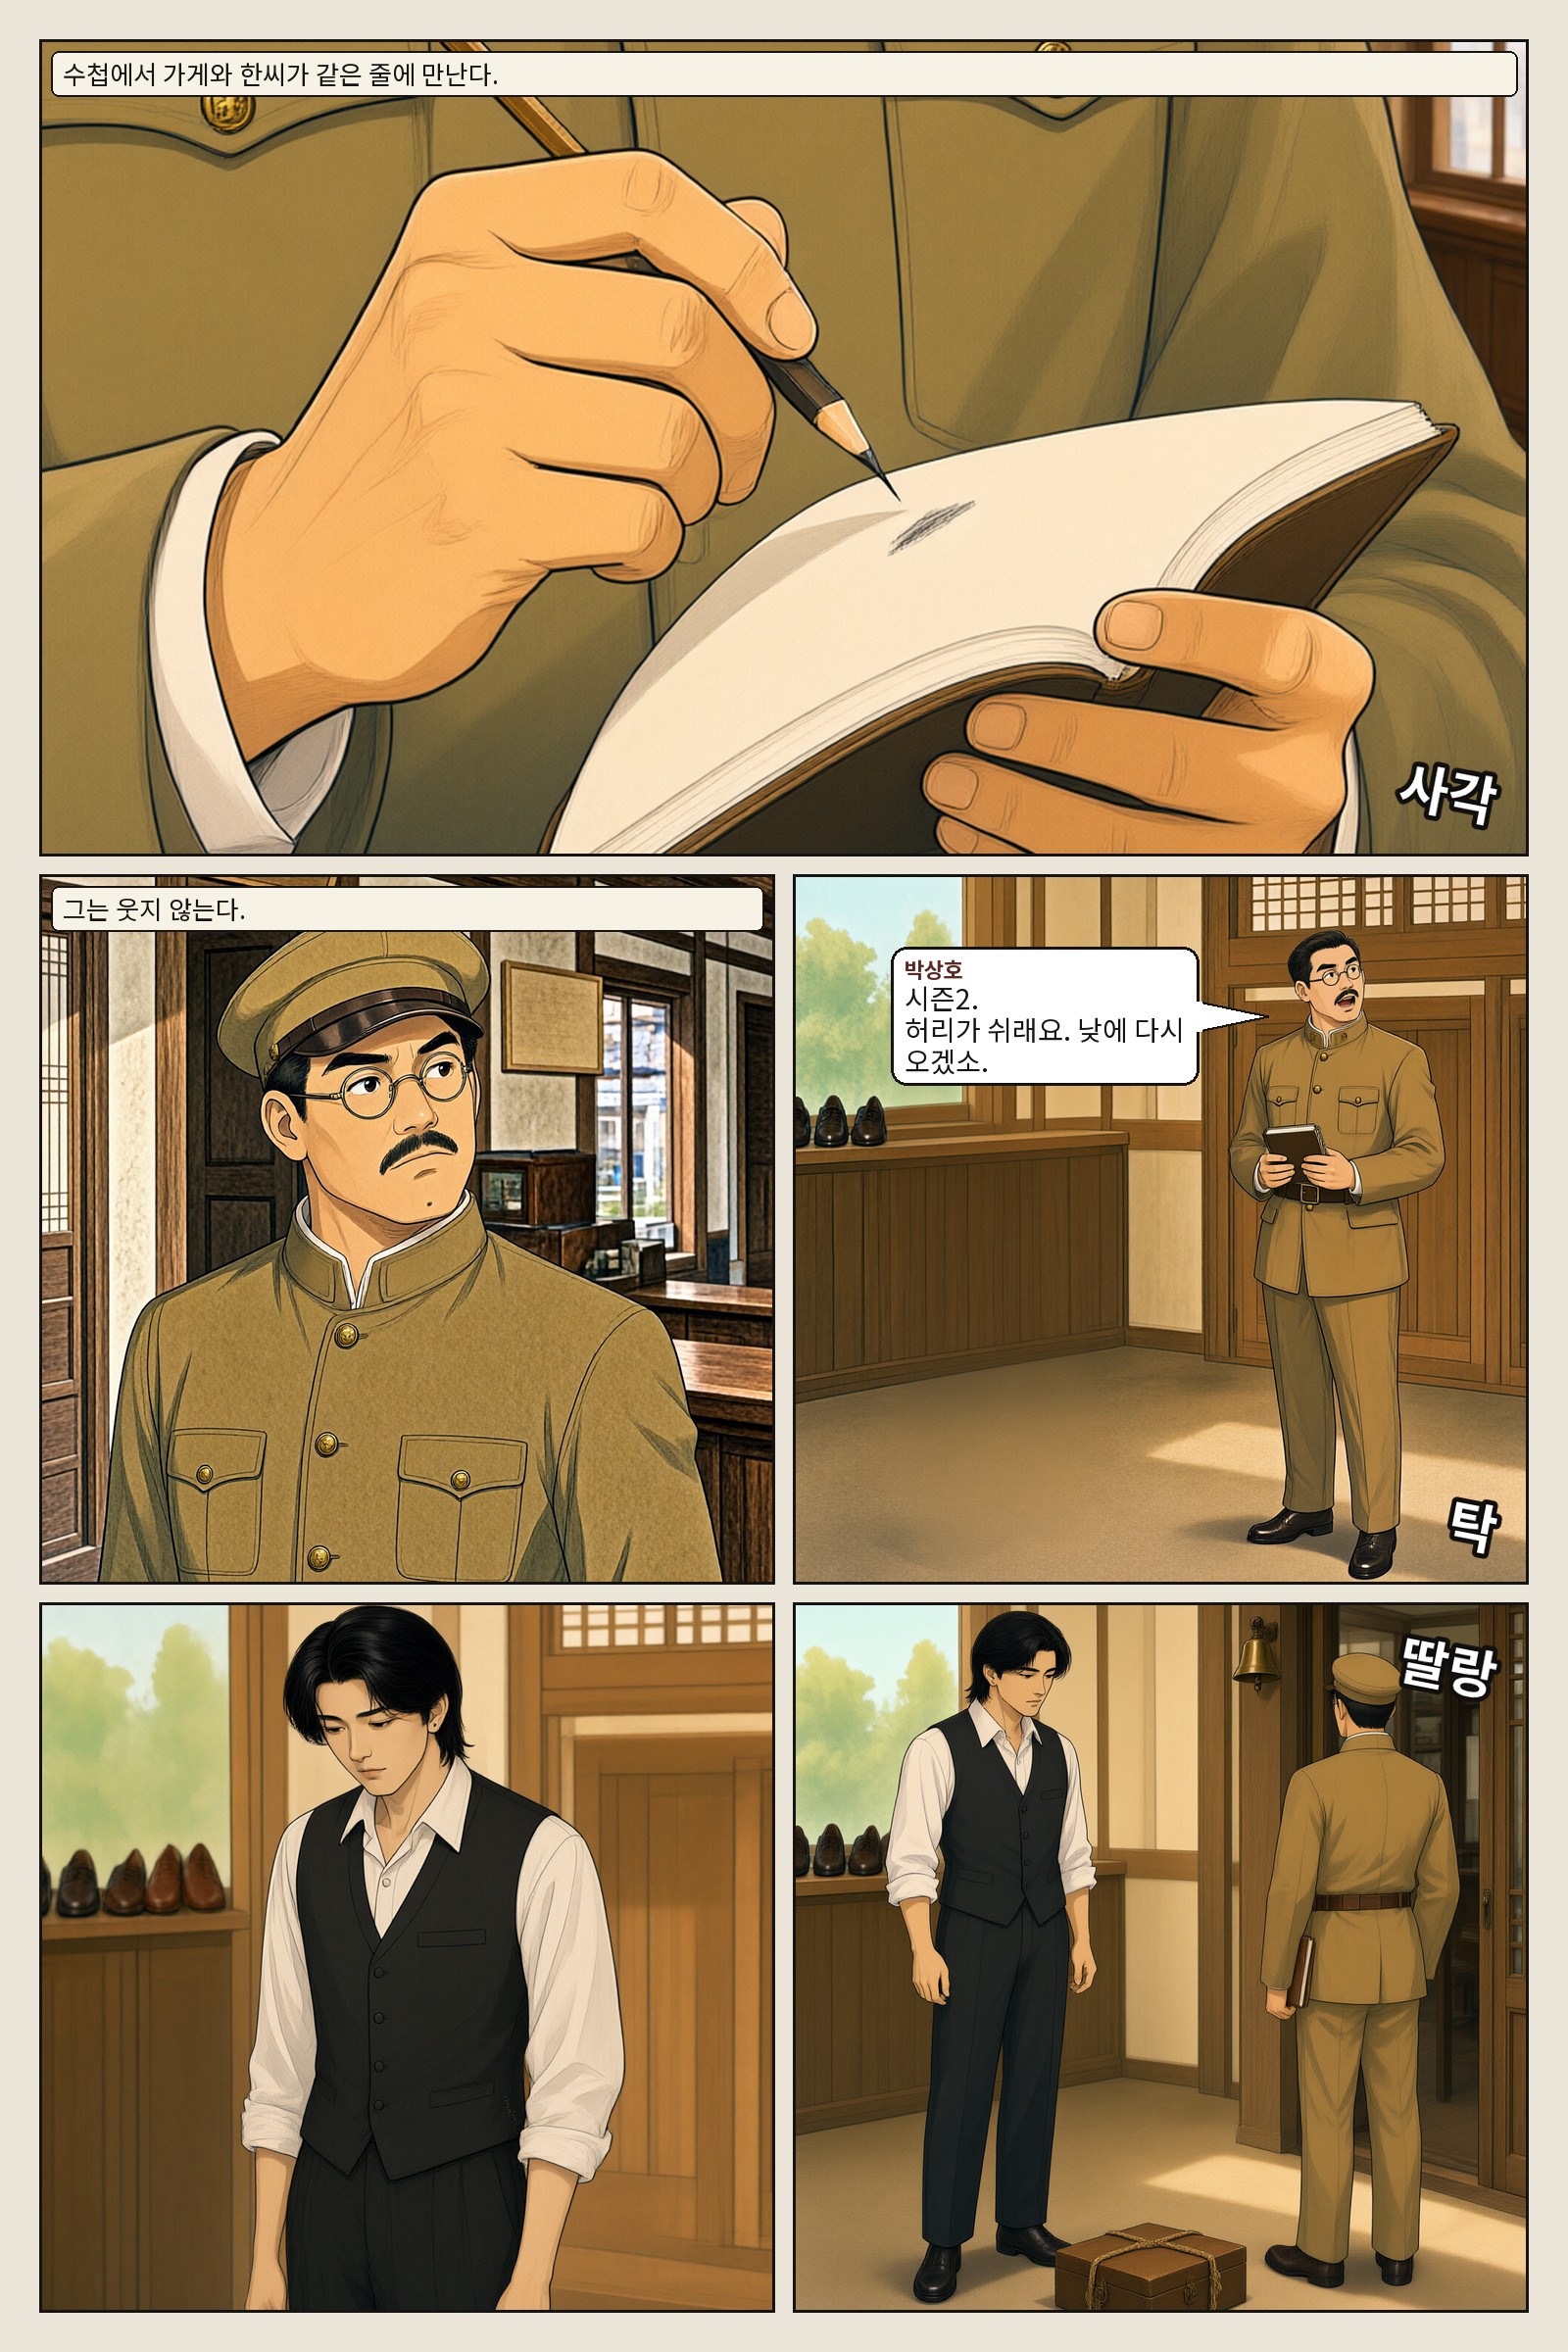 수첩에서 가게와 한씨가 같은 줄에 만난다.
사각
그는 웃지 않는다.
박상호
시즌2.
허리가 쉬래요. 낮에 다시
오겠소.
탁
딸랑